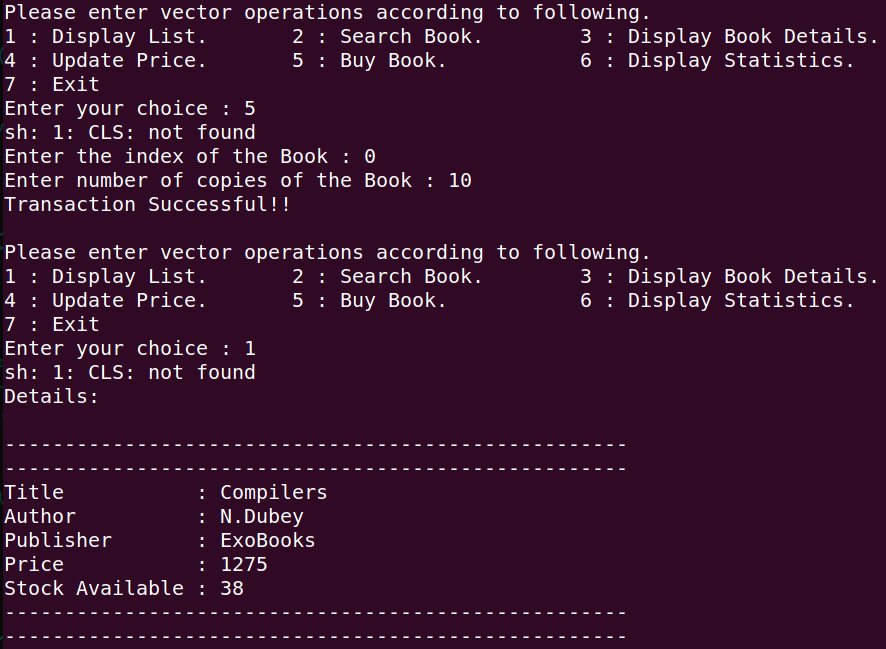 Please enter vector operations according to following.
1 : Display List.       2 : Search Book.        3 : Display Book Details.
4 : Update Price.       5 : Buy Book.           6 : Display Statistics.
7 : Exit
Enter your choice : 5
sh: 1: CLS: not found
Enter the index of the Book : 0
Enter number of copies of the Book : 10
Transaction Successful!!

Please enter vector operations according to following.
1 : Display List.       2 : Search Book.        3 : Display Book Details.
4 : Update Price.       5 : Buy Book.           6 : Display Statistics.
7 : Exit
Enter your choice : 1
sh: 1: CLS: not found
Details:

----------------------------------------------------
----------------------------------------------------
Title           : Compilers
Author          : N.Dubey
Publisher       : ExoBooks
Price           : 1275
Stock Available : 38
----------------------------------------------------
----------------------------------------------------